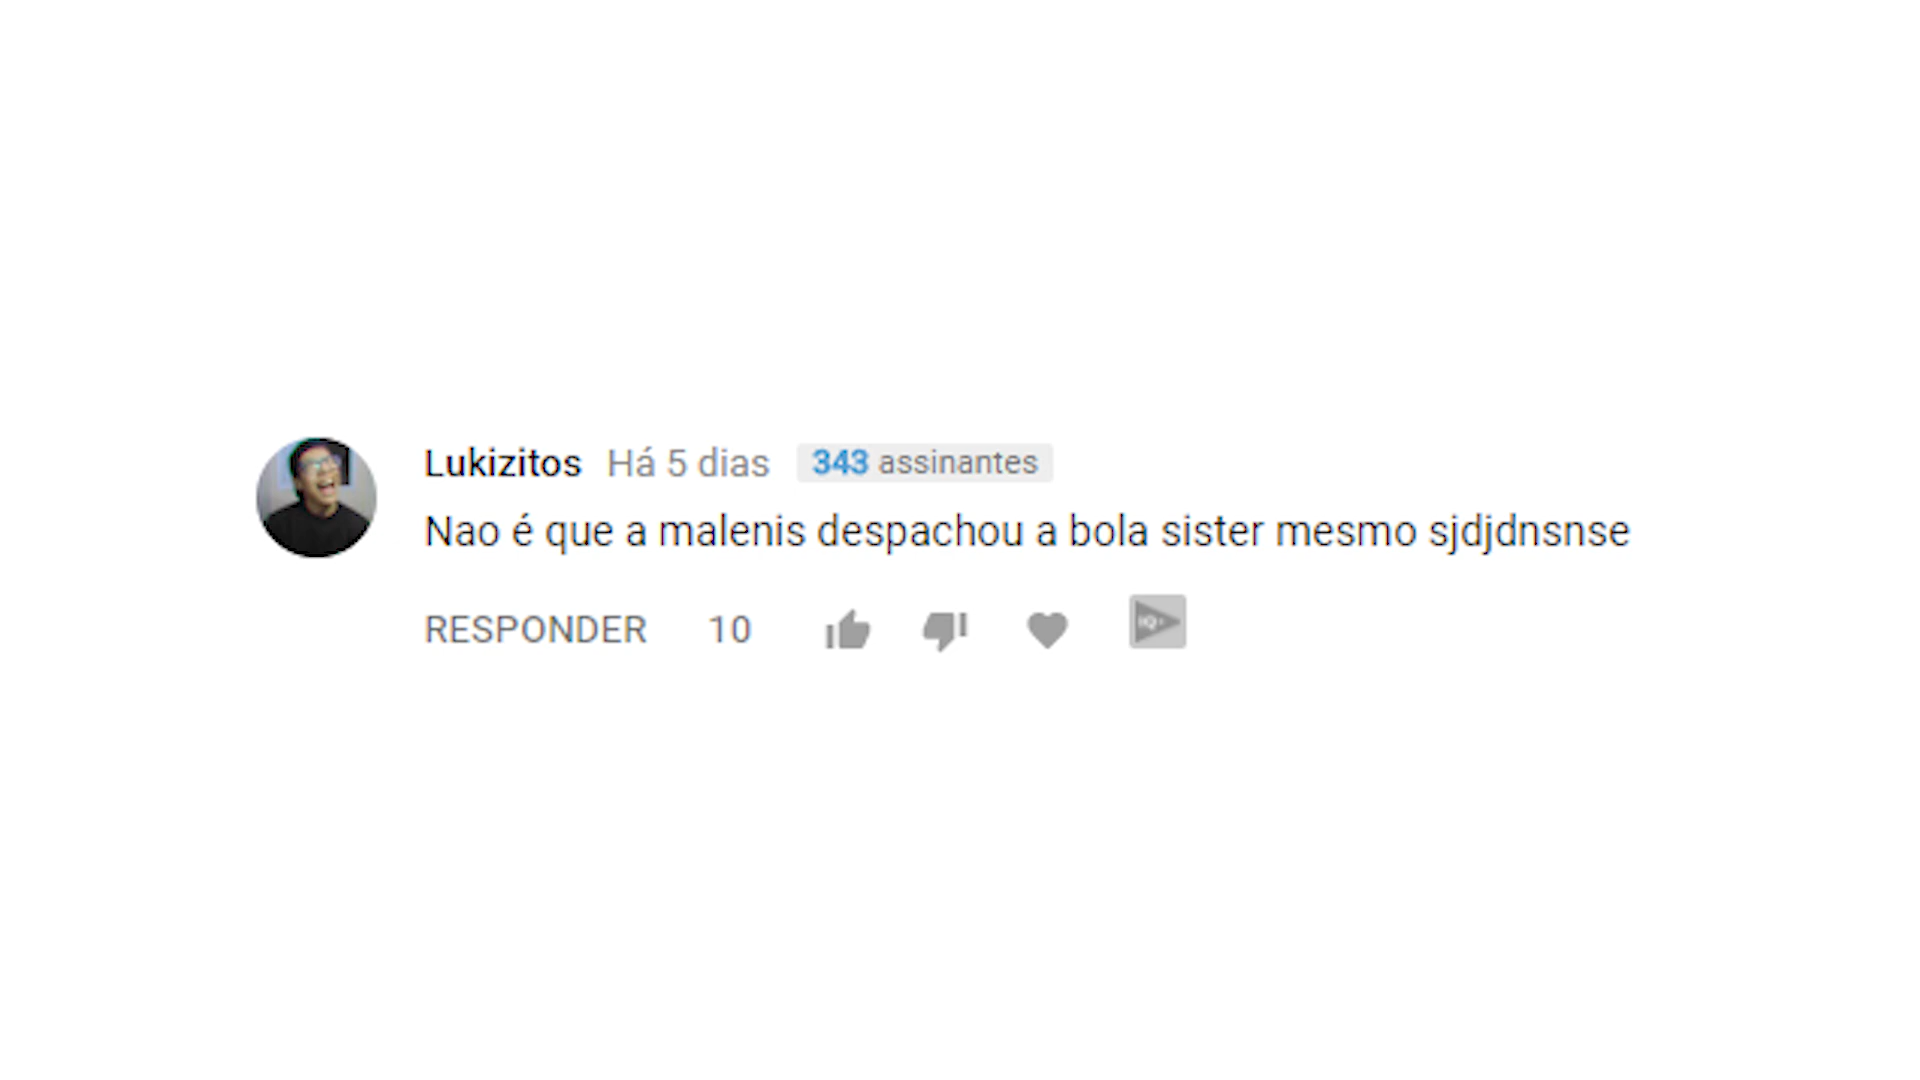 Lukizitos Há 5 dias 343 assinantes
Nao é que a malenis despachou a bola sister mesmo sjdjdnsnse
RESPONDER 10